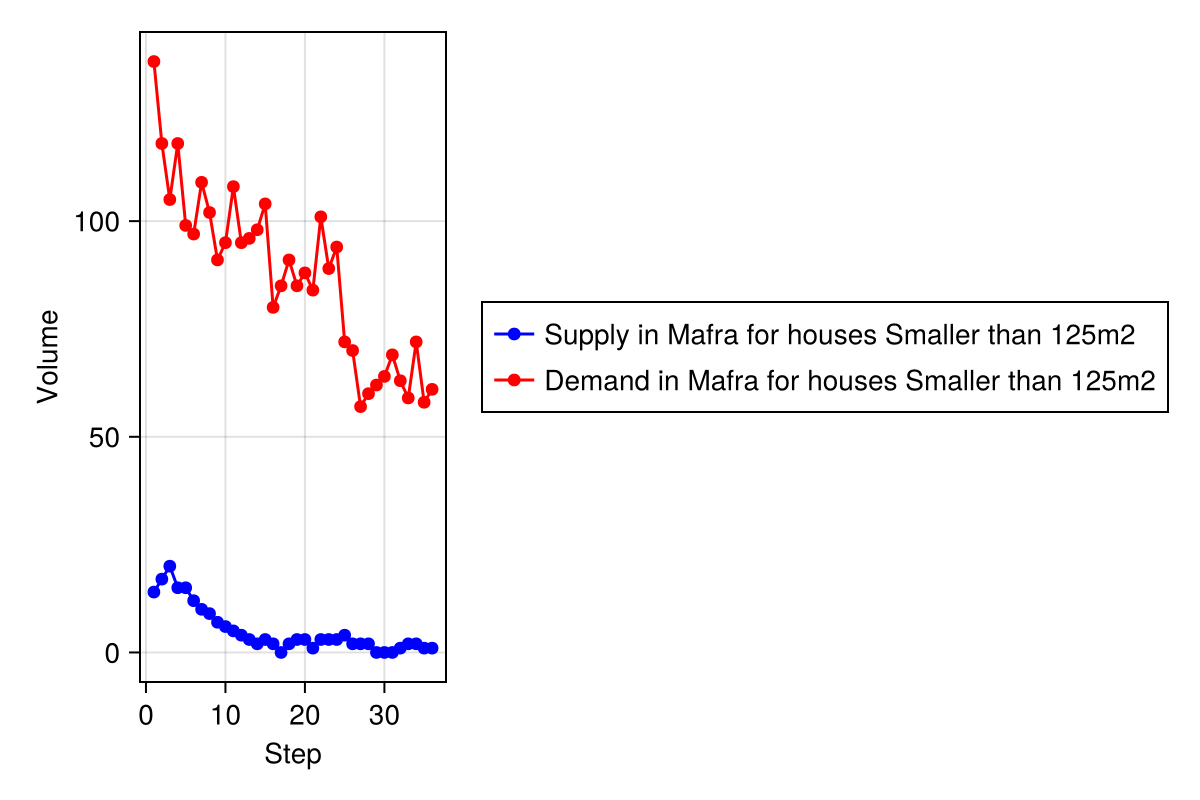 Volume
100
50
0
0 10 20 30
Step
Supply in Mafra for houses Smaller than 125m2
Demand in Mafra for houses Smaller than 125m2